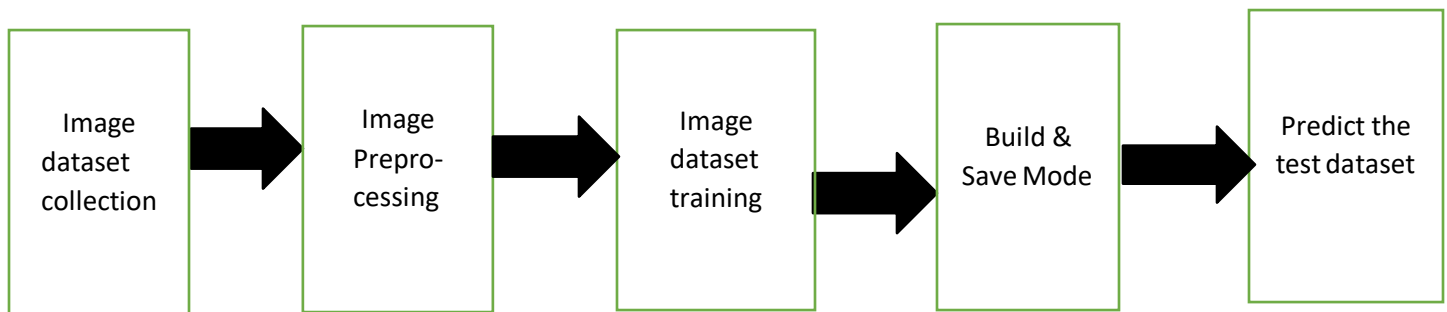 Image
dataset
collection
Image
Prepro-
cessing
Image
dataset
training
Build &
Save Mode
Predict the
test dataset